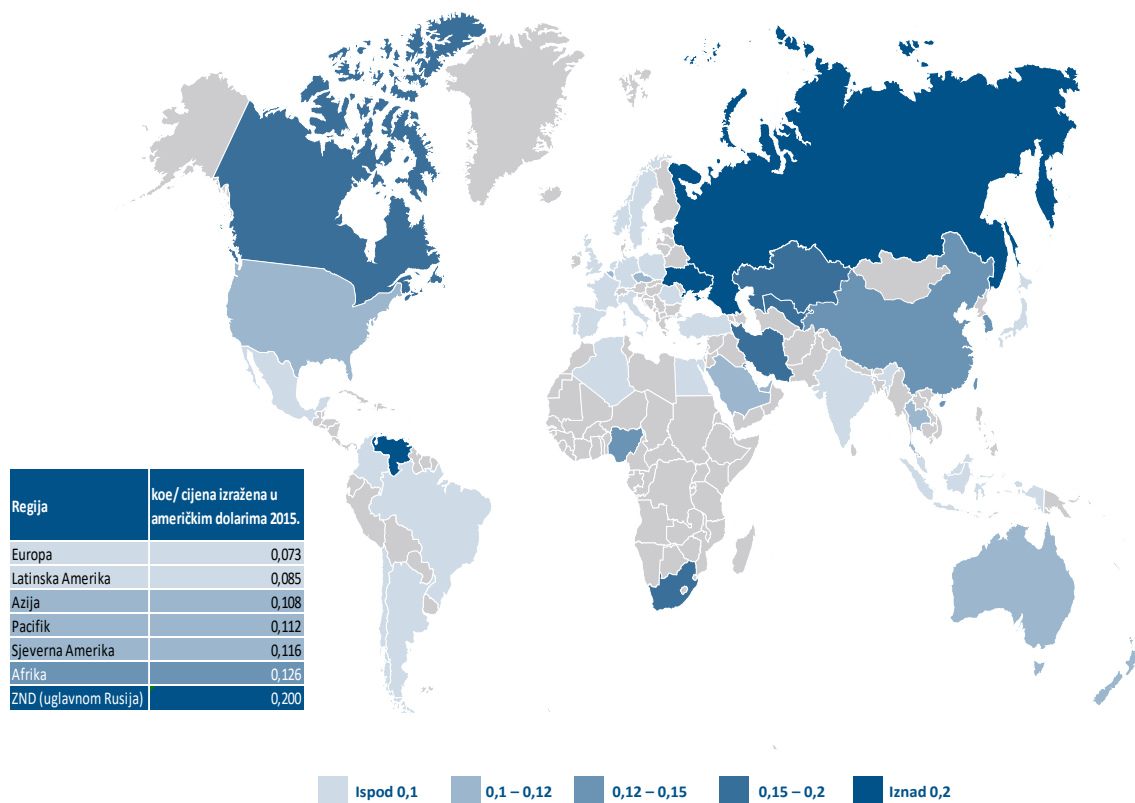 Regija koe/ cijena izražena u američkim dolarima 2015.
Europa 0,073
Latinska Amerika 0,085
Azija 0,108
Pacifik 0,112
Sjeverna Amerika 0,116
Afrika 0,126
ZND (uglavnom Rusija) 0,200
Ispod 0,1 0,1 – 0,12 0,12 – 0,15 0,15 – 0,2 Iznad 0,2